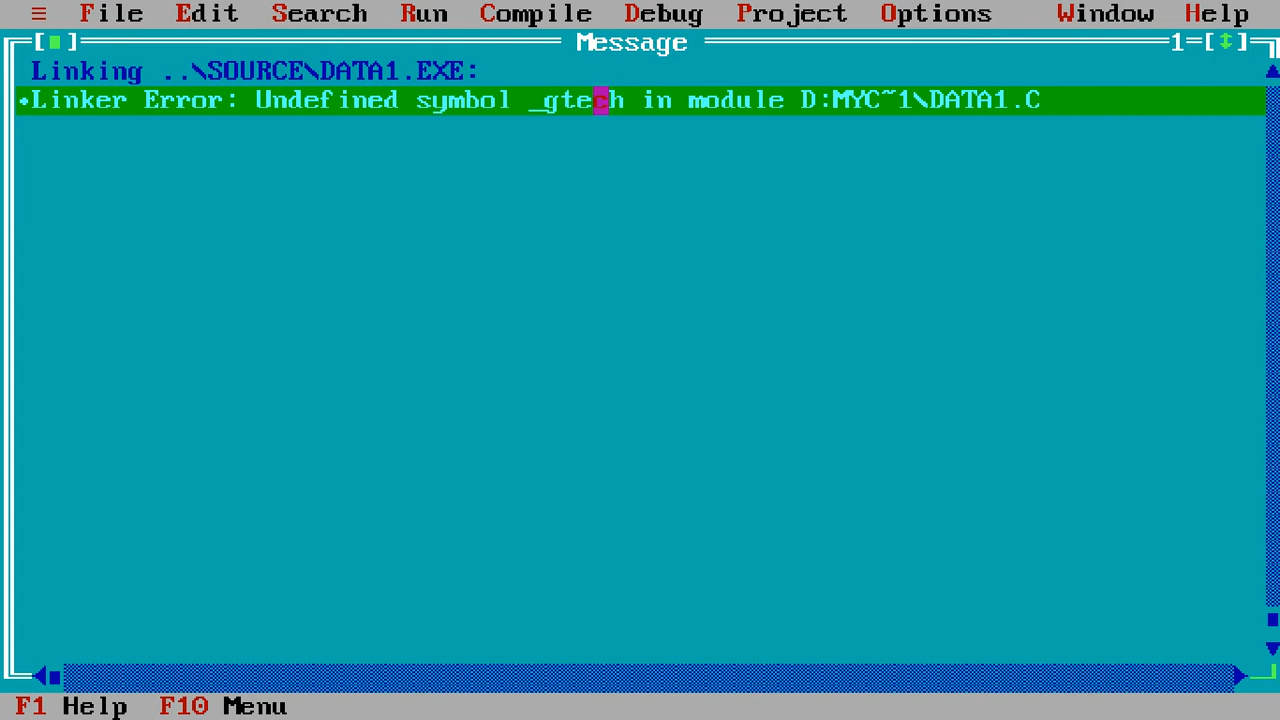 ≡ File Edit Search Run Compile Debug Project Options Window Help
[■] Message 1=[↕]
Linking ..\SOURCE\DATA1.EXE:
•Linker Error: Undefined symbol _gtech in module D:MYC~1\DATA1.C
F1 Help F10 Menu